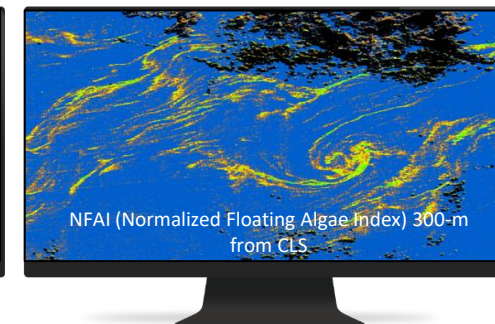 NFAI (Normalized Floating Algae Index) 300-m
from CLS